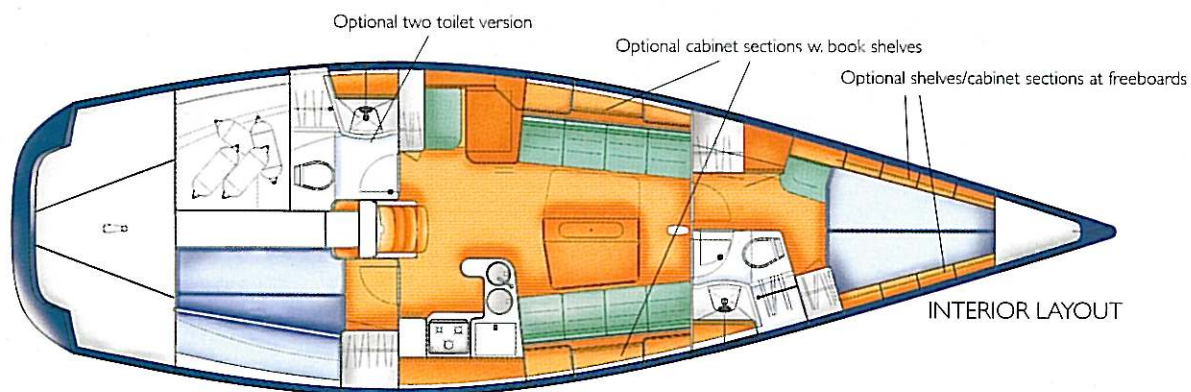 Optional two toilet version
Optional cabinet sections w. book shelves
Optional shelves/cabinet sections at freeboards
INTERIOR LAYOUT